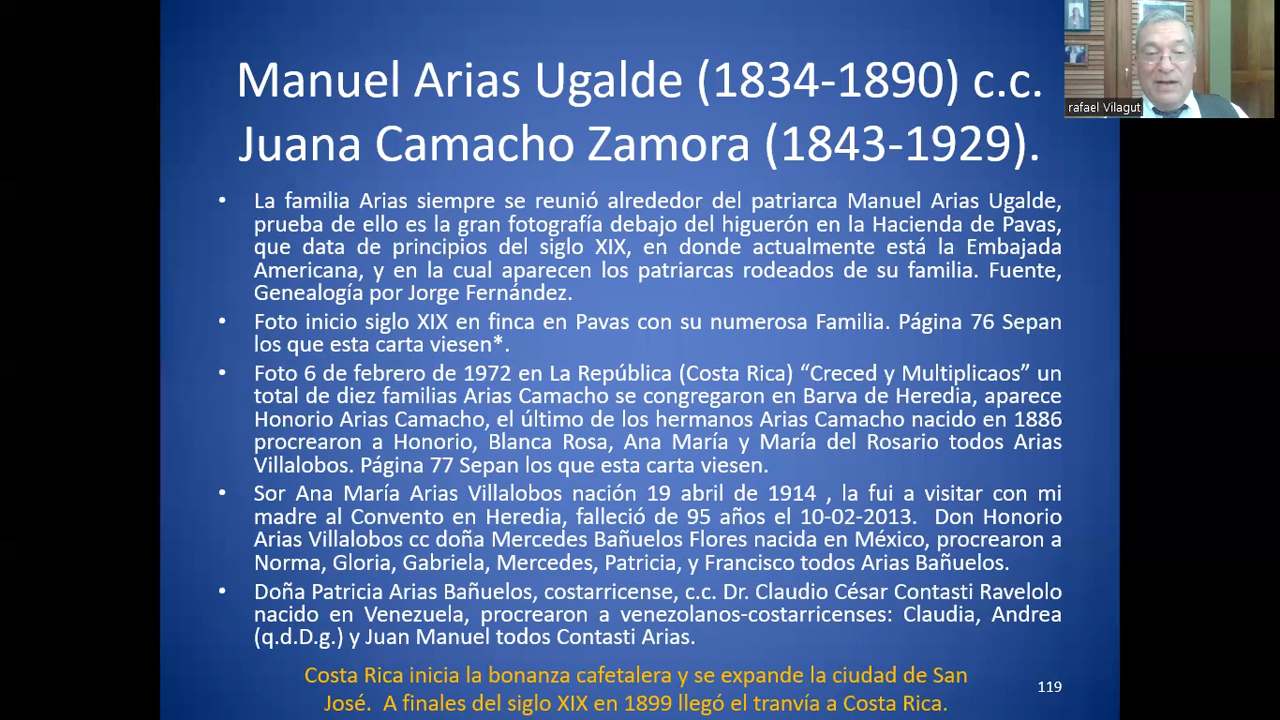 Manuel Arias Ugalde (1834-1890) c.c.
Juana Camacho Zamora (1843-1929).
rafael Vilagut
• La familia Arias siempre se reunió alrededor del patriarca Manuel Arias Ugalde,
prueba de ello es la gran fotografía debajo del higuerón en la Hacienda de Pavas,
que data de principios del siglo XIX, en donde actualmente está la Embajada
Americana, y en la cual aparecen los patriarcas rodeados de su familia. Fuente,
Genealogía por Jorge Fernández.
• Foto inicio siglo XIX en finca en Pavas con su numerosa Familia. Página 76 Sepan
los que esta carta viesen*.
• Foto 6 de febrero de 1972 en La República (Costa Rica) “Creced y Multiplicaos” un
total de diez familias Arias Camacho se congregaron en Barva de Heredia, aparece
Honorio Arias Camacho, el último de los hermanos Arias Camacho nacido en 1886
procrearon a Honorio, Blanca Rosa, Ana María y María del Rosario todos Arias
Villalobos. Página 77 Sepan los que esta carta viesen.
• Sor Ana María Arias Villalobos nación 19 abril de 1914 , la fui a visitar con mi
madre al Convento en Heredia, falleció de 95 años el 10-02-2013. Don Honorio
Arias Villalobos cc doña Mercedes Bañuelos Flores nacida en México, procrearon a
Norma, Gloria, Gabriela, Mercedes, Patricia, y Francisco todos Arias Bañuelos.
• Doña Patricia Arias Bañuelos, costarricense, c.c. Dr. Claudio César Contasti Ravelolo
nacido en Venezuela, procrearon a venezolanos-costarricenses: Claudia, Andrea
(q.d.D.g.) y Juan Manuel todos Contasti Arias.
Costa Rica inicia la bonanza cafetalera y se expande la ciudad de San
José. A finales del siglo XIX en 1899 llegó el tranvía a Costa Rica.
119